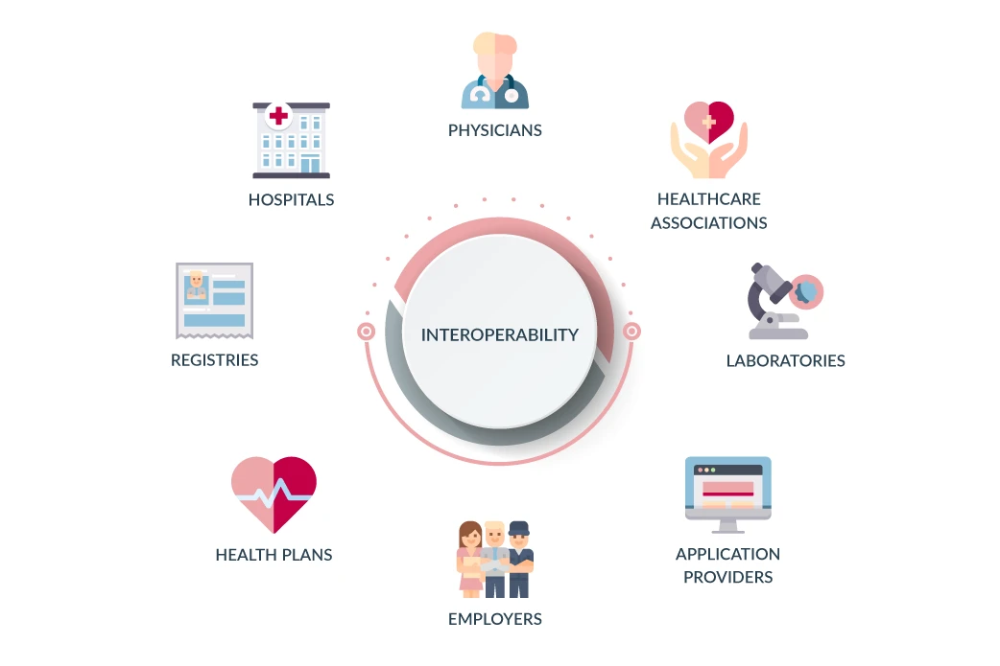 PHYSICIANS
HOSPITALS
HEALTHCARE
ASSOCIATIONS
INTEROPERABILITY
REGISTRIES
LABORATORIES
HEALTH PLANS
APPLICATION
PROVIDERS
EMPLOYERS